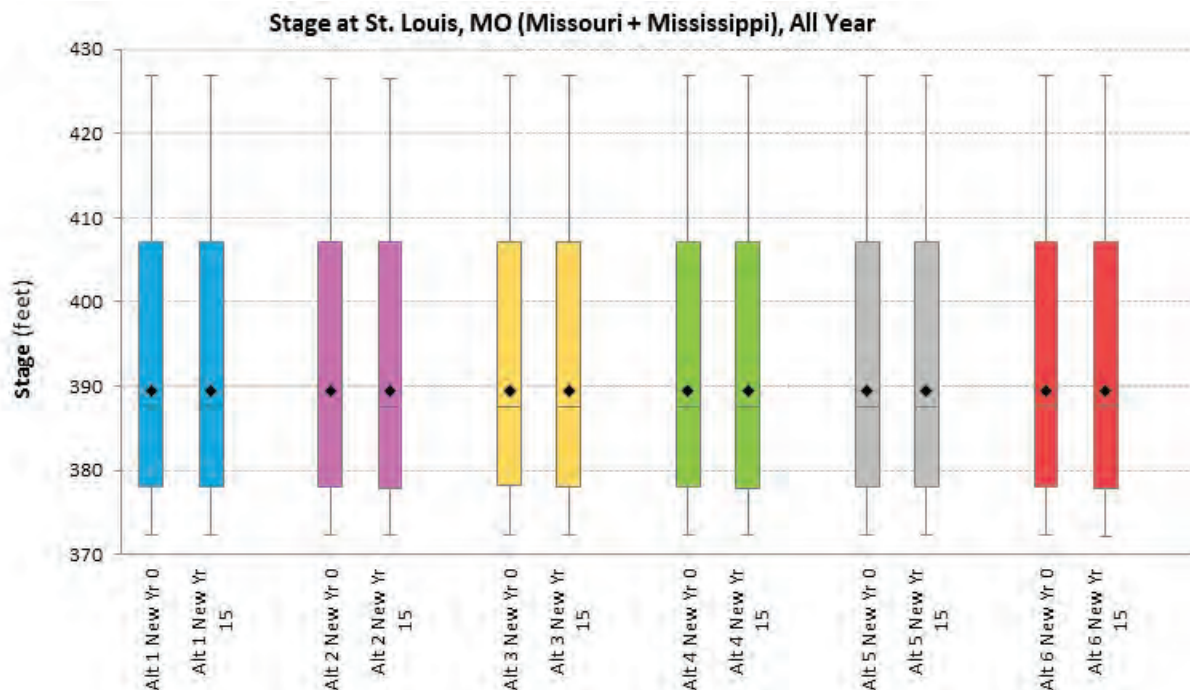 Stage at St. Louis, MO (Missouri + Mississippi), All Year
Stage (feet)
430
420
410
400
390
380
370
Alt 1 New Yr 0
Alt 1 New Yr
15
Alt 2 New Yr 0
Alt 2 New Yr
15
Alt 3 New Yr 0
Alt 3 New Yr
15
Alt 4 New Yr 0
Alt 4 New Yr
15
Alt 5 New Yr 0
Alt 5 New Yr
15
Alt 6 New Yr 0
Alt 6 New Yr
15